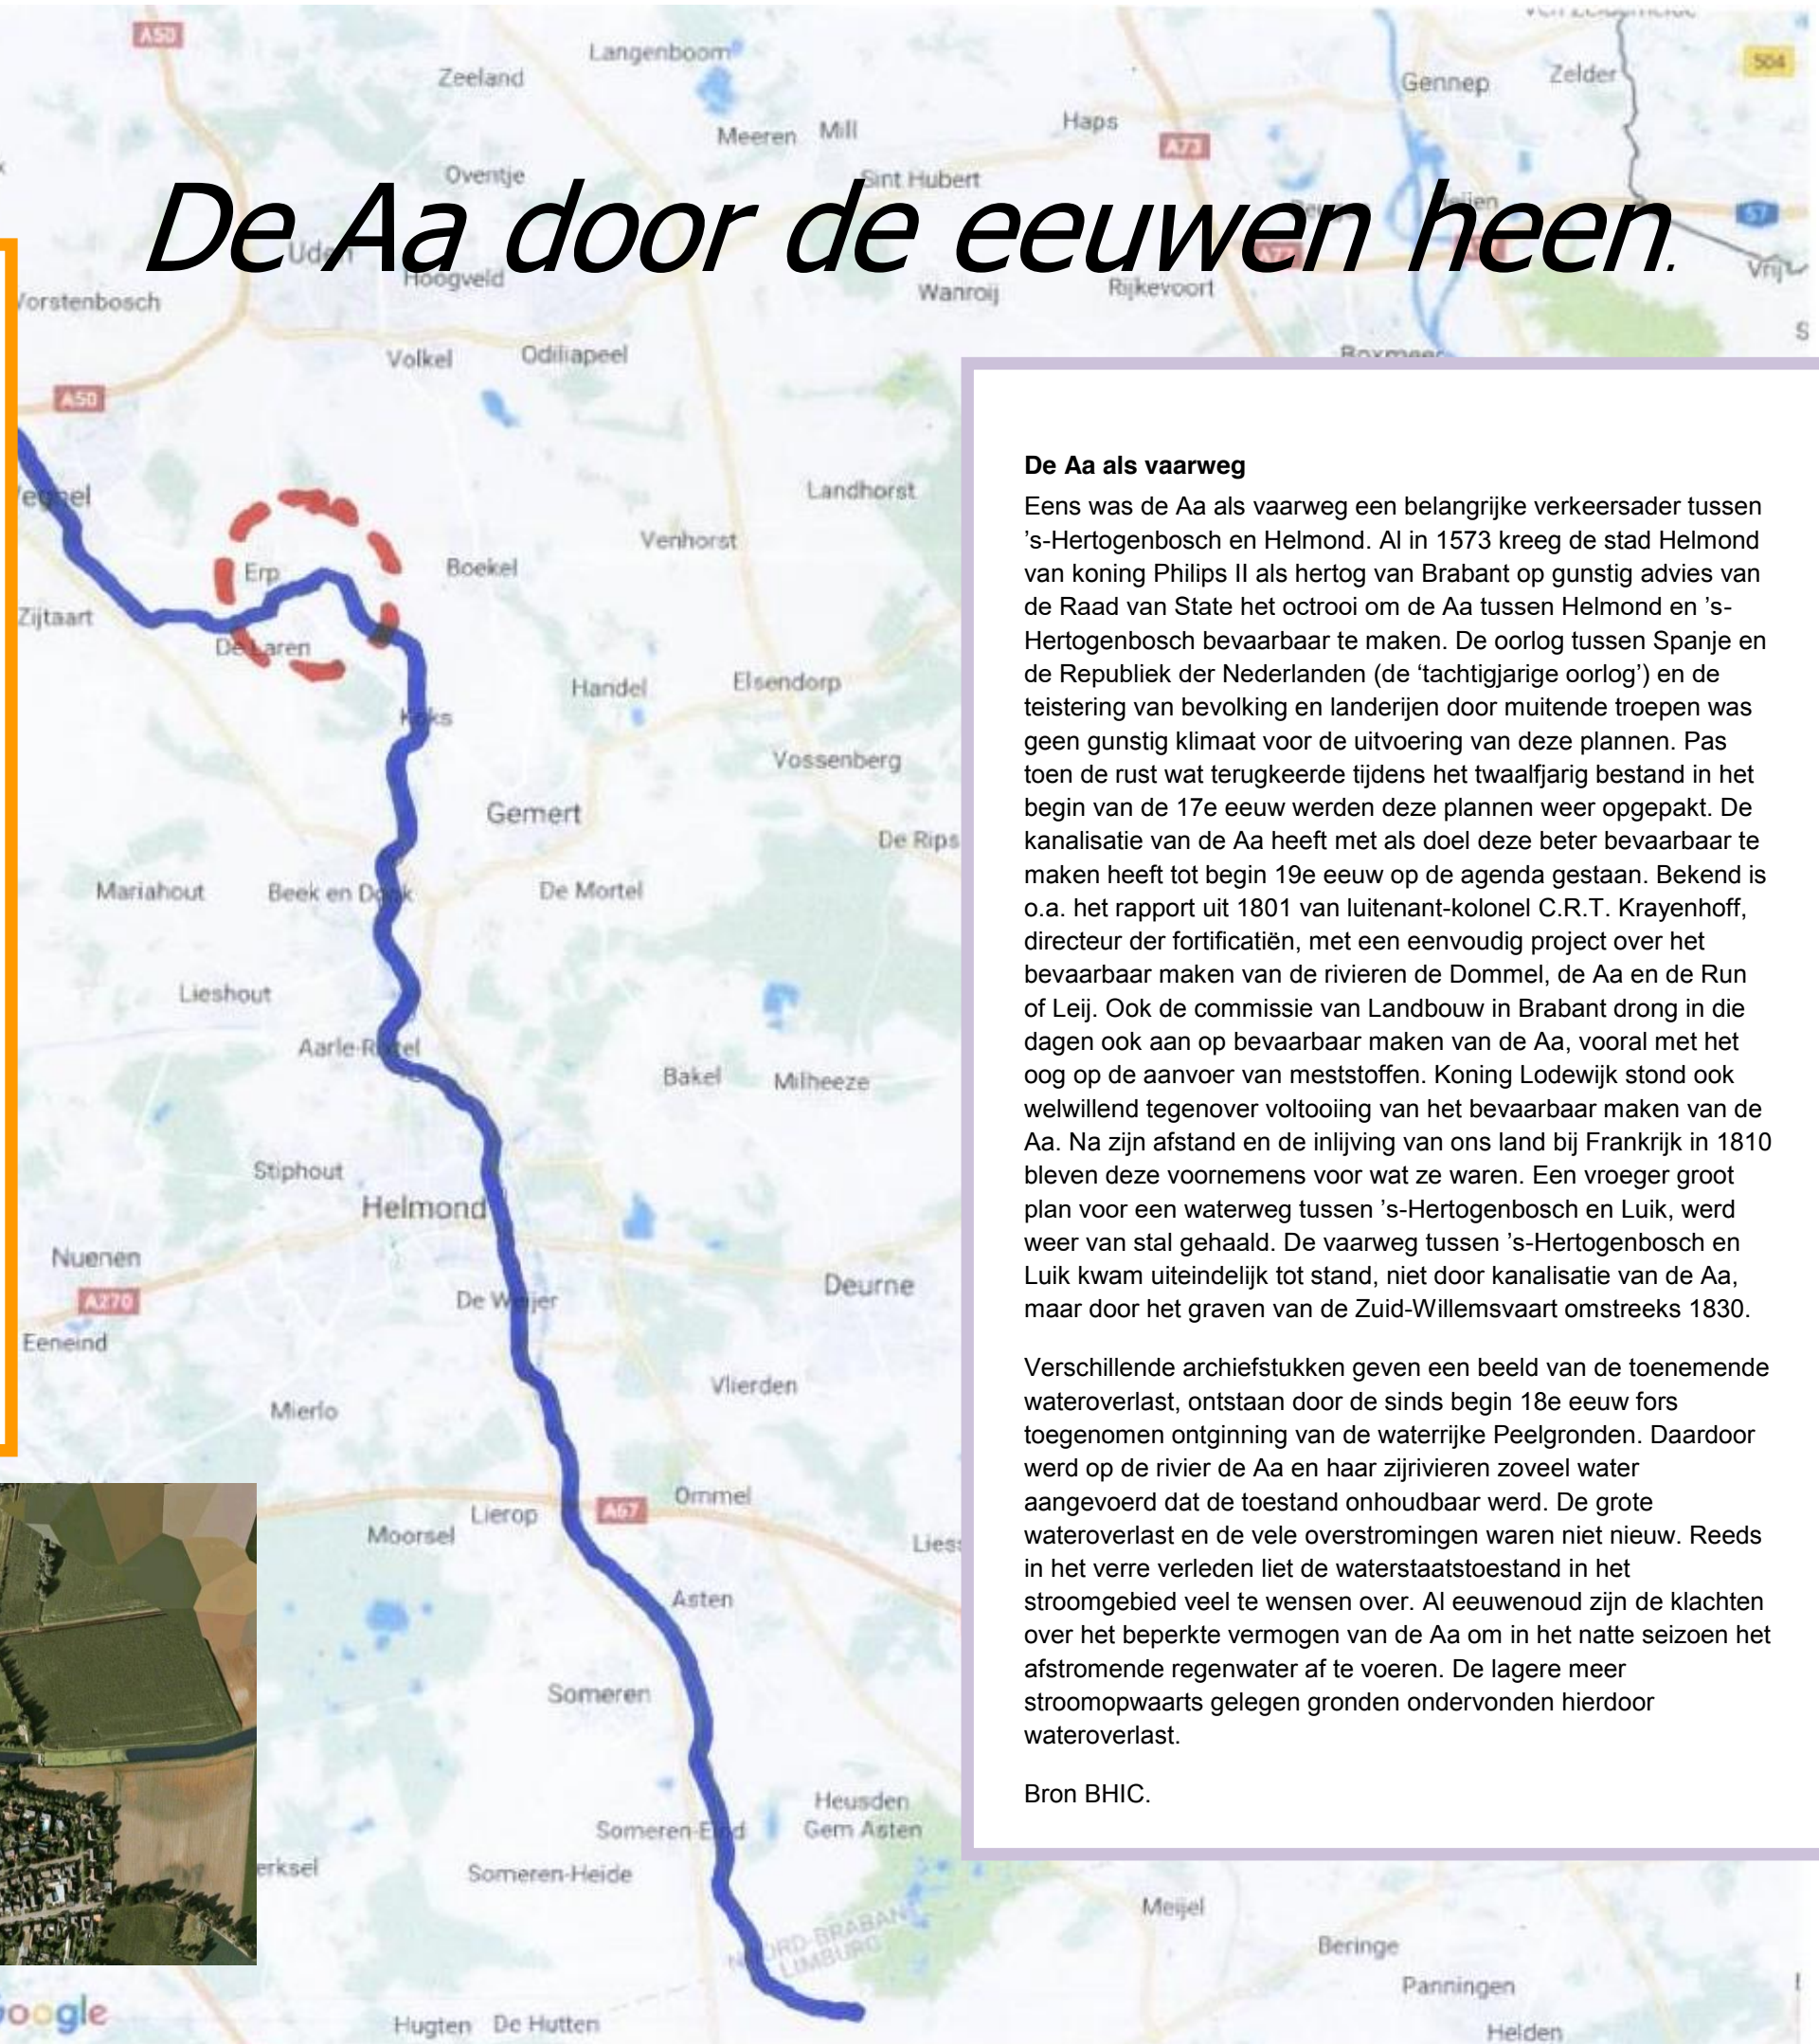 A50
Langenboom
Zeeland
Gennep
Zelder
504
Meeren
Mill
Haps
A73
Oventje
Sint Hubert
De Aa door de eeuwen heen.
57
Hoogveld
Wanroij
Rijkevoort
Vorstenbosch
Volkel
Odiliapeel
Boxmeer
A50
De Aa als vaarweg
Eens was de Aa als vaarweg een belangrijke verkeersader tussen
's-Hertogenbosch en Helmond. Al in 1573 kreeg de stad Helmond
van koning Philips II als hertog van Brabant op gunstig advies van
de Raad van State het octrooi om de Aa tussen Helmond en 's-
Hertogenbosch bevaarbaar te maken. De oorlog tussen Spanje en
de Republiek der Nederlanden (de ‘tachtigjarige oorlog’) en de
teistering van bevolking en landerijen door muitende troepen was
geen gunstig klimaat voor de uitvoering van deze plannen. Pas
toen de rust wat terugkeerde tijdens het twaalfjarig bestand in het
begin van de 17e eeuw werden deze plannen weer opgepakt. De
kanalisatie van de Aa heeft met als doel deze beter bevaarbaar te
maken heeft tot begin 19e eeuw op de agenda gestaan. Bekend is
o.a. het rapport uit 1801 van luitenant-kolonel C.R.T. Krayenhoff,
directeur der fortificatiën, met een eenvoudig project over het
bevaarbaar maken van de rivieren de Dommel, de Aa en de Run
of Leij. Ook de commissie van Landbouw in Brabant drong in die
dagen ook aan op bevaarbaar maken van de Aa, vooral met het
oog op de aanvoer van meststoffen. Koning Lodewijk stond ook
welwillend tegenover voltooiing van het bevaarbaar maken van de
Aa. Na zijn afstand en de inlijving van ons land bij Frankrijk in 1810
bleven deze voornemens voor wat ze waren. Een vroeger groot
plan voor een waterweg tussen 's-Hertogenbosch en Luik, werd
weer van stal gehaald. De vaarweg tussen 's-Hertogenbosch en
Luik kwam uiteindelijk tot stand, niet door kanalisatie van de Aa,
maar door het graven van de Zuid-Willemsvaart omstreeks 1830.
Verschillende archiefstukken geven een beeld van de toenemende
wateroverlast, ontstaan door de sinds begin 18e eeuw fors
toegenomen ontginning van de waterrijke Peelgronden. Daardoor
werd op de rivier de Aa en haar zijrivieren zoveel water
aangevoerd dat de toestand onhoudbaar werd. De grote
wateroverlast en de vele overstromingen waren niet nieuw. Reeds
in het verre verleden liet de waterstaatstoestand in het
stroomgebied veel te wensen over. Al eeuwenoud zijn de klachten
over het beperkte vermogen van de Aa om in het natte seizoen het
afstromende regenwater af te voeren. De lagere meer
stroomopwaarts gelegen gronden ondervonden hierdoor
wateroverlast.
Bron BHIC.
Landhorst
Venhorst
Erp
Boekel
Zijtaart
De Laren
Handel
Elsendorp
Koks
Vossenberg
Gemert
De Rips
Mariahout
Beek en Donk
De Mortel
Lieshout
Aarle-Rixtel
Bakel
Milheeze
Stiphout
Helmond
Nuenen
A270
De Weijer
Deurne
Eeneind
Mierlo
Vlierden
Lierop
A67
Ommel
Moorsel
Asten
Someren
Heusden
Gem Asten
Someren-Eind
Someren-Heide
Meijel
NOORD-BRABANT
LIMBURG
Beringe
Panningen
Google
Hugten
De Hutten
Helden